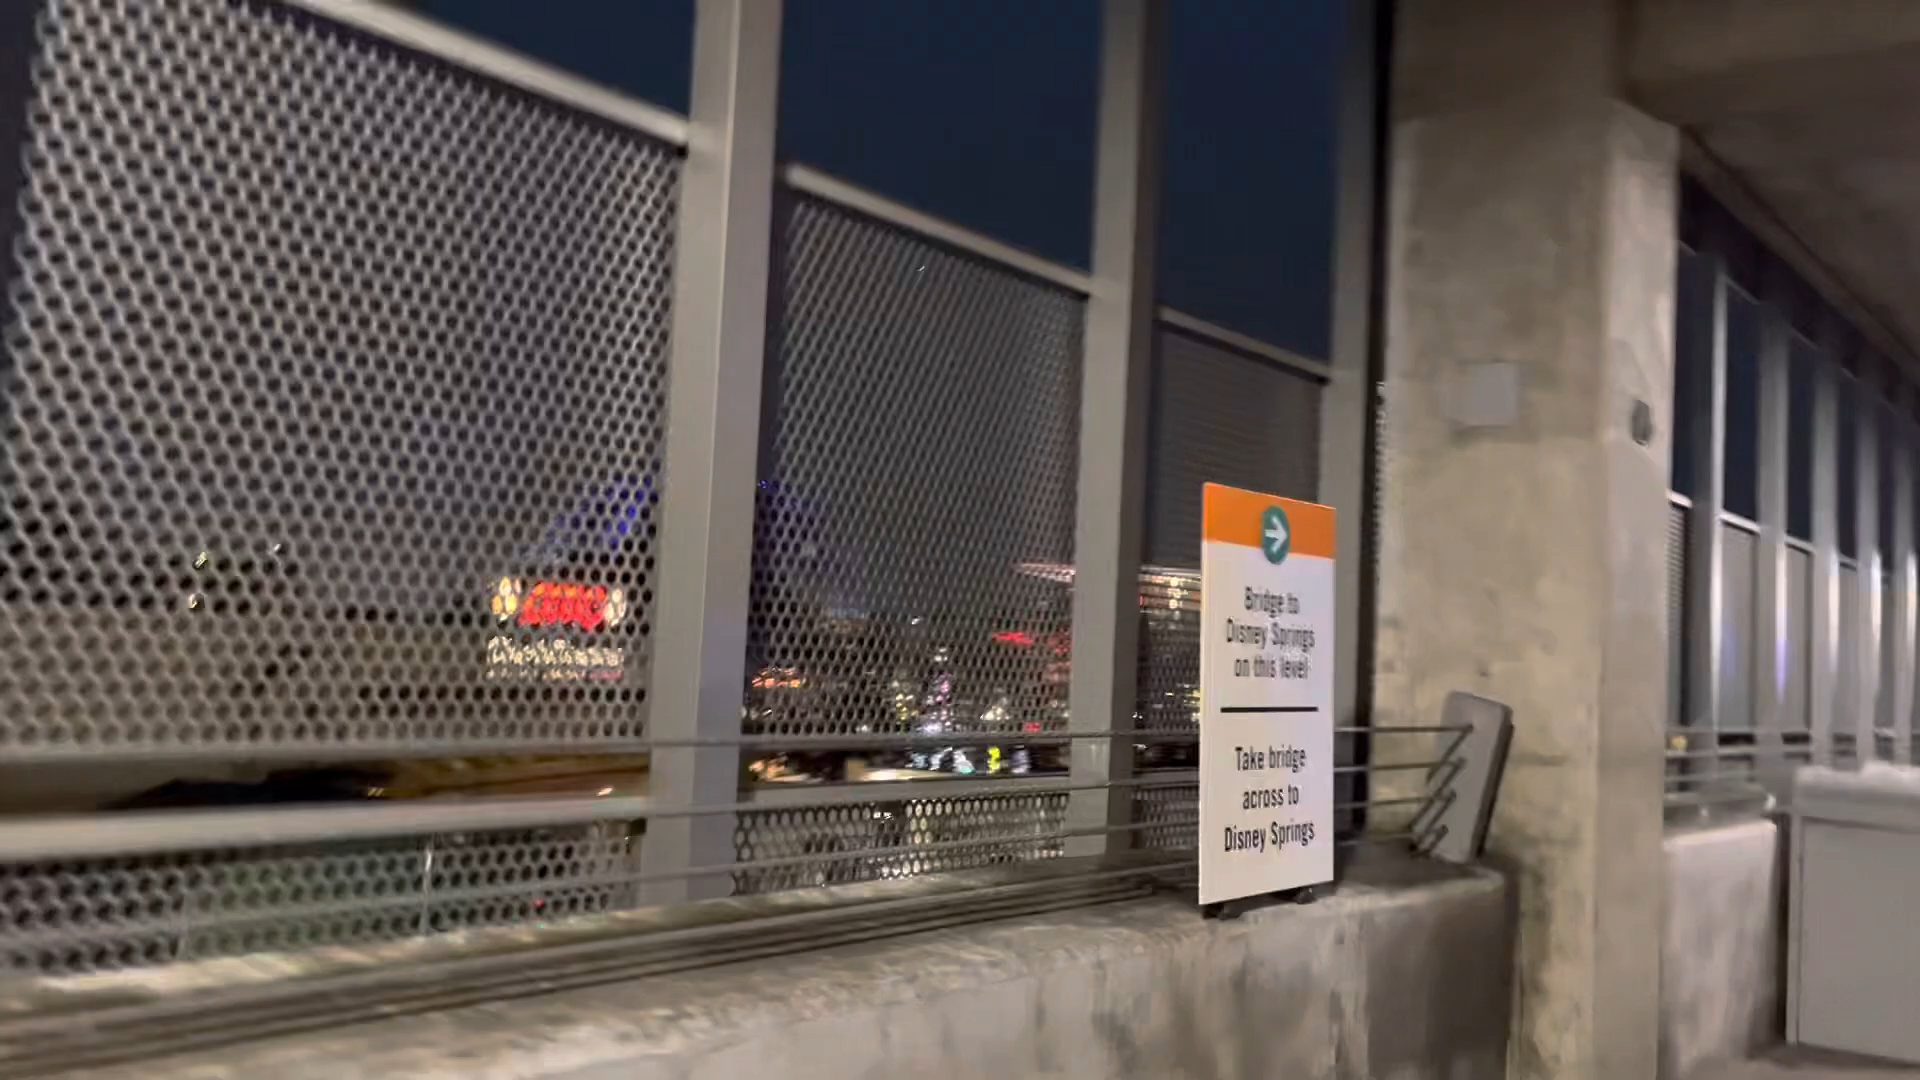 Bridge to
Disney Springs
on this level
Take bridge
across to
Disney Springs